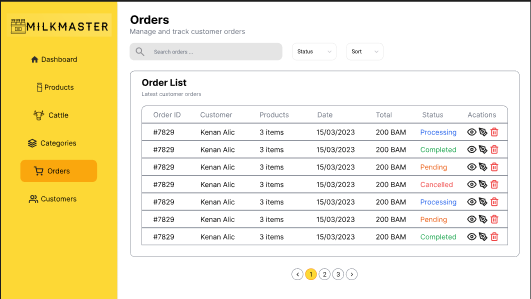 MILKMASTER
Dashboard
Products
Cattle
Categories
Orders
Customers
Orders
Manage and track customer orders
Search orders ...
Status
Sort
Order List
Latest customer orders
Order ID Customer Products Date Total Status Acations
#7829 Kenan Alic 3 items 15/03/2023 200 BAM Processing
#7829 Kenan Alic 3 items 15/03/2023 200 BAM Completed
#7829 Kenan Alic 3 items 15/03/2023 200 BAM Pending
#7829 Kenan Alic 3 items 15/03/2023 200 BAM Cancelled
#7829 Kenan Alic 3 items 15/03/2023 200 BAM Processing
#7829 Kenan Alic 3 items 15/03/2023 200 BAM Pending
#7829 Kenan Alic 3 items 15/03/2023 200 BAM Completed
‹ 1 2 3 ›